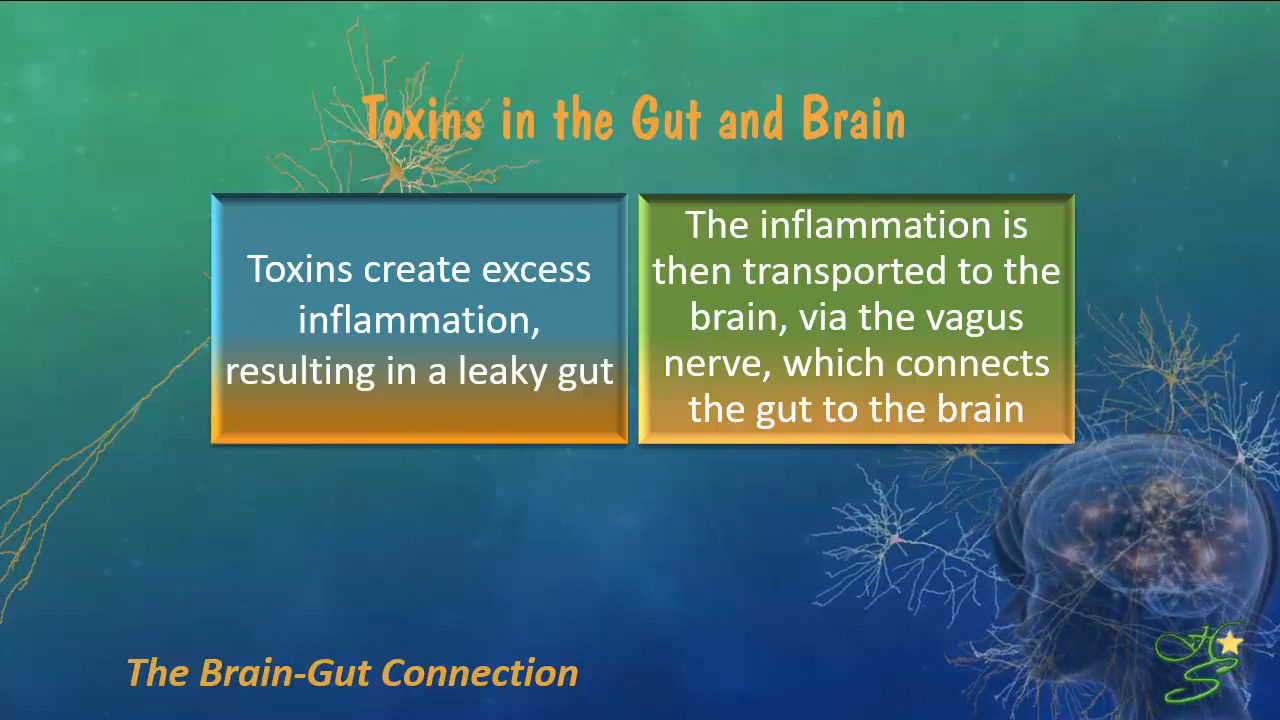 Toxins in the Gut and Brain
Toxins create excess
inflammation,
resulting in a leaky gut
The inflammation is
then transported to the
brain, via the vagus
nerve, which connects
the gut to the brain
The Brain-Gut Connection
HS